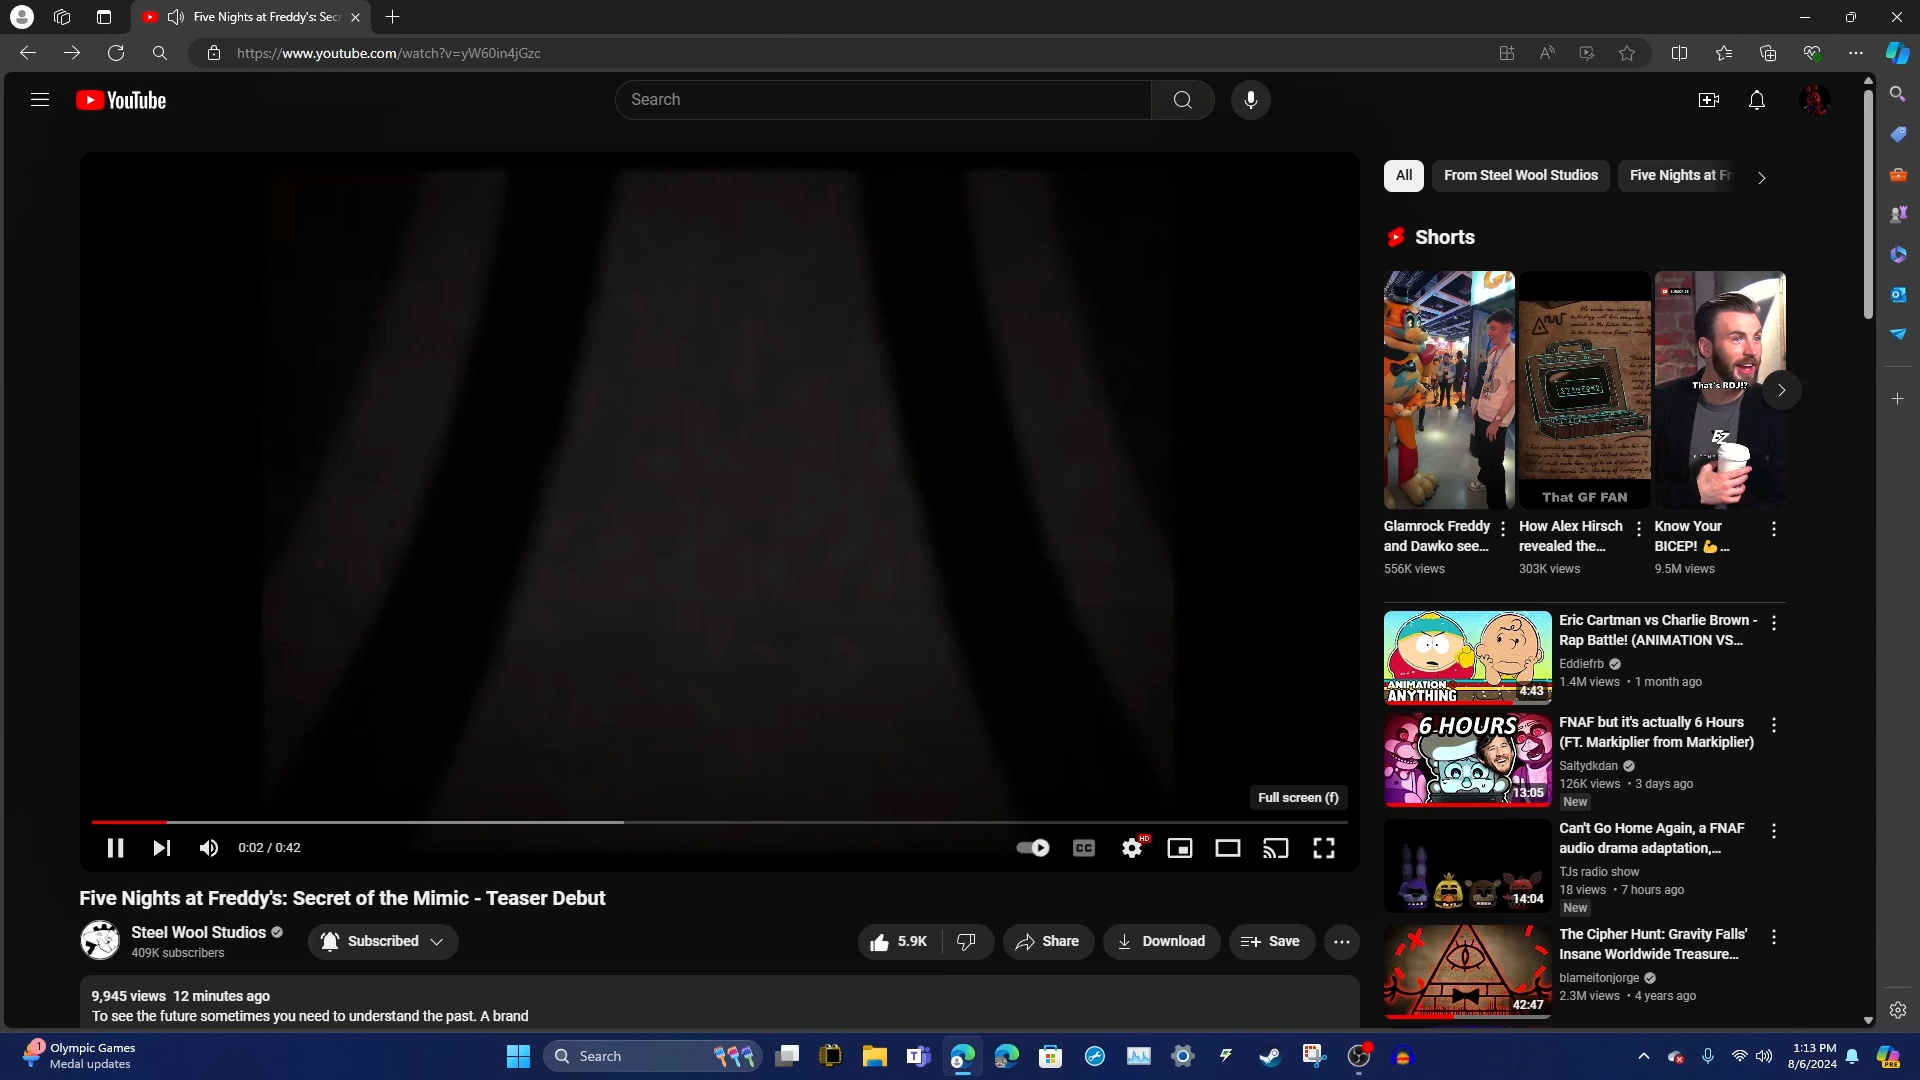 Five Nights at Freddy's: Secr
https://www.youtube.com/watch?v=yW60in4jGzc
YouTube
Search
All
From Steel Wool Studios
Five Nights at Fr
Shorts
STANFORD
That GF FAN
SUBSCRIBE
That's RDJ!?
EZ
Glamrock Freddy
and Dawko see...
556K views
How Alex Hirsch
revealed the...
303K views
Know Your
BICEP! 💪...
9.5M views
ANIMATION
ANYTHING
4:43
Eric Cartman vs Charlie Brown -
Rap Battle! (ANIMATION VS...
Eddiefrb
1.4M views • 1 month ago
6 HOURS
13:05
FNAF but it's actually 6 Hours
(FT. Markiplier from Markiplier)
Saltydkdan
126K views • 3 days ago
New
14:04
Can't Go Home Again, a FNAF
audio drama adaptation,...
TJs radio show
18 views • 7 hours ago
New
42:47
The Cipher Hunt: Gravity Falls'
Insane Worldwide Treasure...
blameitonjorge
2.3M views • 4 years ago
Full screen (f)
0:02 / 0:42
CC
HD
Five Nights at Freddy's: Secret of the Mimic - Teaser Debut
Steel Wool Studios
409K subscribers
Subscribed
5.9K
Share
Download
Save
9,945 views 12 minutes ago
To see the future sometimes you need to understand the past. A brand
1
Olympic Games
Medal updates
Search
PRE
1:13 PM
8/6/2024